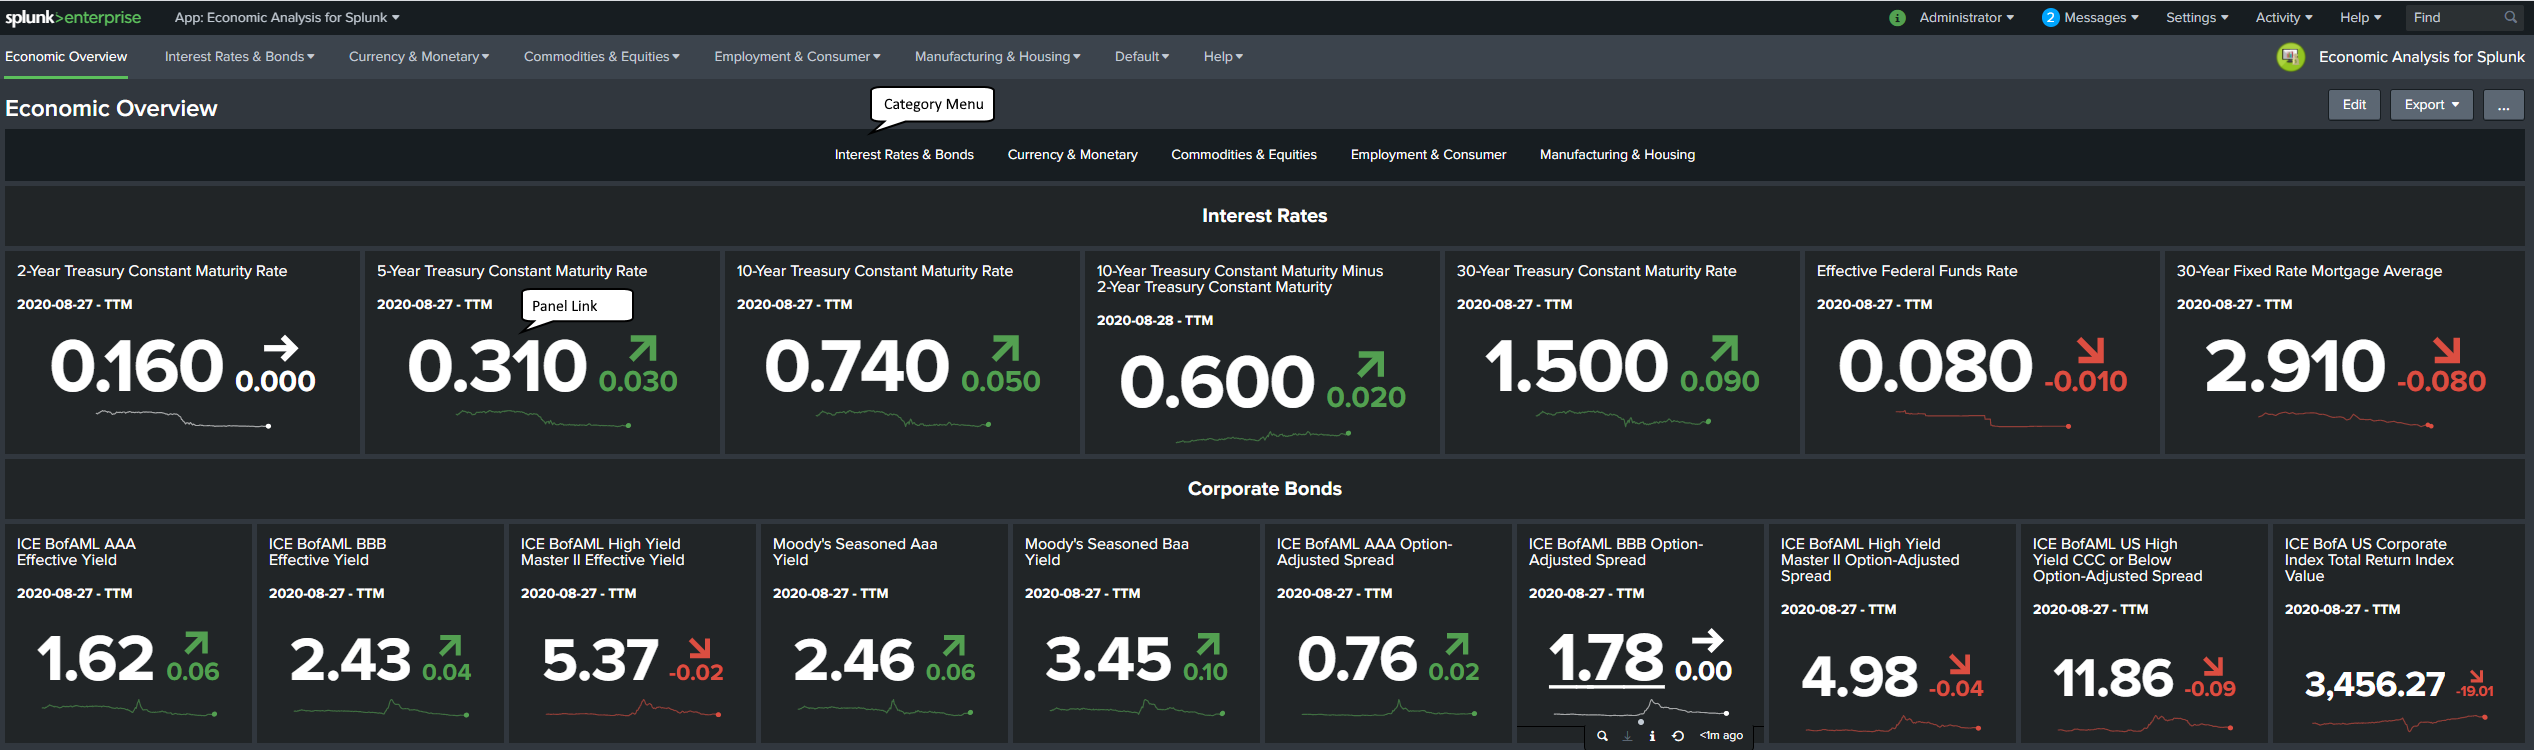 splunk>enterprise App: Economic Analysis for Splunk
i Administrator 2 Messages Settings Activity Help Find
Economic Overview Interest Rates & Bonds Currency & Monetary Commodities & Equities Employment & Consumer Manufacturing & Housing Default Help
Economic Analysis for Splunk
Economic Overview
Category Menu
Edit Export ...
Interest Rates & Bonds Currency & Monetary Commodities & Equities Employment & Consumer Manufacturing & Housing
Interest Rates
2-Year Treasury Constant Maturity Rate
2020-08-27 - TTM
0.160 0.000
5-Year Treasury Constant Maturity Rate
2020-08-27 - TTM
Panel Link
0.310 0.030
10-Year Treasury Constant Maturity Rate
2020-08-27 - TTM
0.740 0.050
10-Year Treasury Constant Maturity Minus
2-Year Treasury Constant Maturity
2020-08-28 - TTM
0.600 0.020
30-Year Treasury Constant Maturity Rate
2020-08-27 - TTM
1.500 0.090
Effective Federal Funds Rate
2020-08-27 - TTM
0.080 -0.010
30-Year Fixed Rate Mortgage Average
2020-08-27 - TTM
2.910 -0.080
Corporate Bonds
ICE BofAML AAA
Effective Yield
2020-08-27 - TTM
1.62 0.06
ICE BofAML BBB
Effective Yield
2020-08-27 - TTM
2.43 0.04
ICE BofAML High Yield
Master II Effective Yield
2020-08-27 - TTM
5.37 -0.02
Moody's Seasoned Aaa
Yield
2020-08-27 - TTM
2.46 0.06
Moody's Seasoned Baa
Yield
2020-08-27 - TTM
3.45 0.10
ICE BofAML AAA Option-
Adjusted Spread
2020-08-27 - TTM
0.76 0.02
ICE BofAML BBB Option-
Adjusted Spread
2020-08-27 - TTM
1.78 0.00
i <1m ago
ICE BofAML High Yield
Master II Option-Adjusted
Spread
2020-08-27 - TTM
4.98 -0.04
ICE BofAML US High
Yield CCC or Below
Option-Adjusted Spread
2020-08-27 - TTM
11.86 -0.09
ICE BofA US Corporate
Index Total Return Index
Value
2020-08-27 - TTM
3,456.27 -19.01